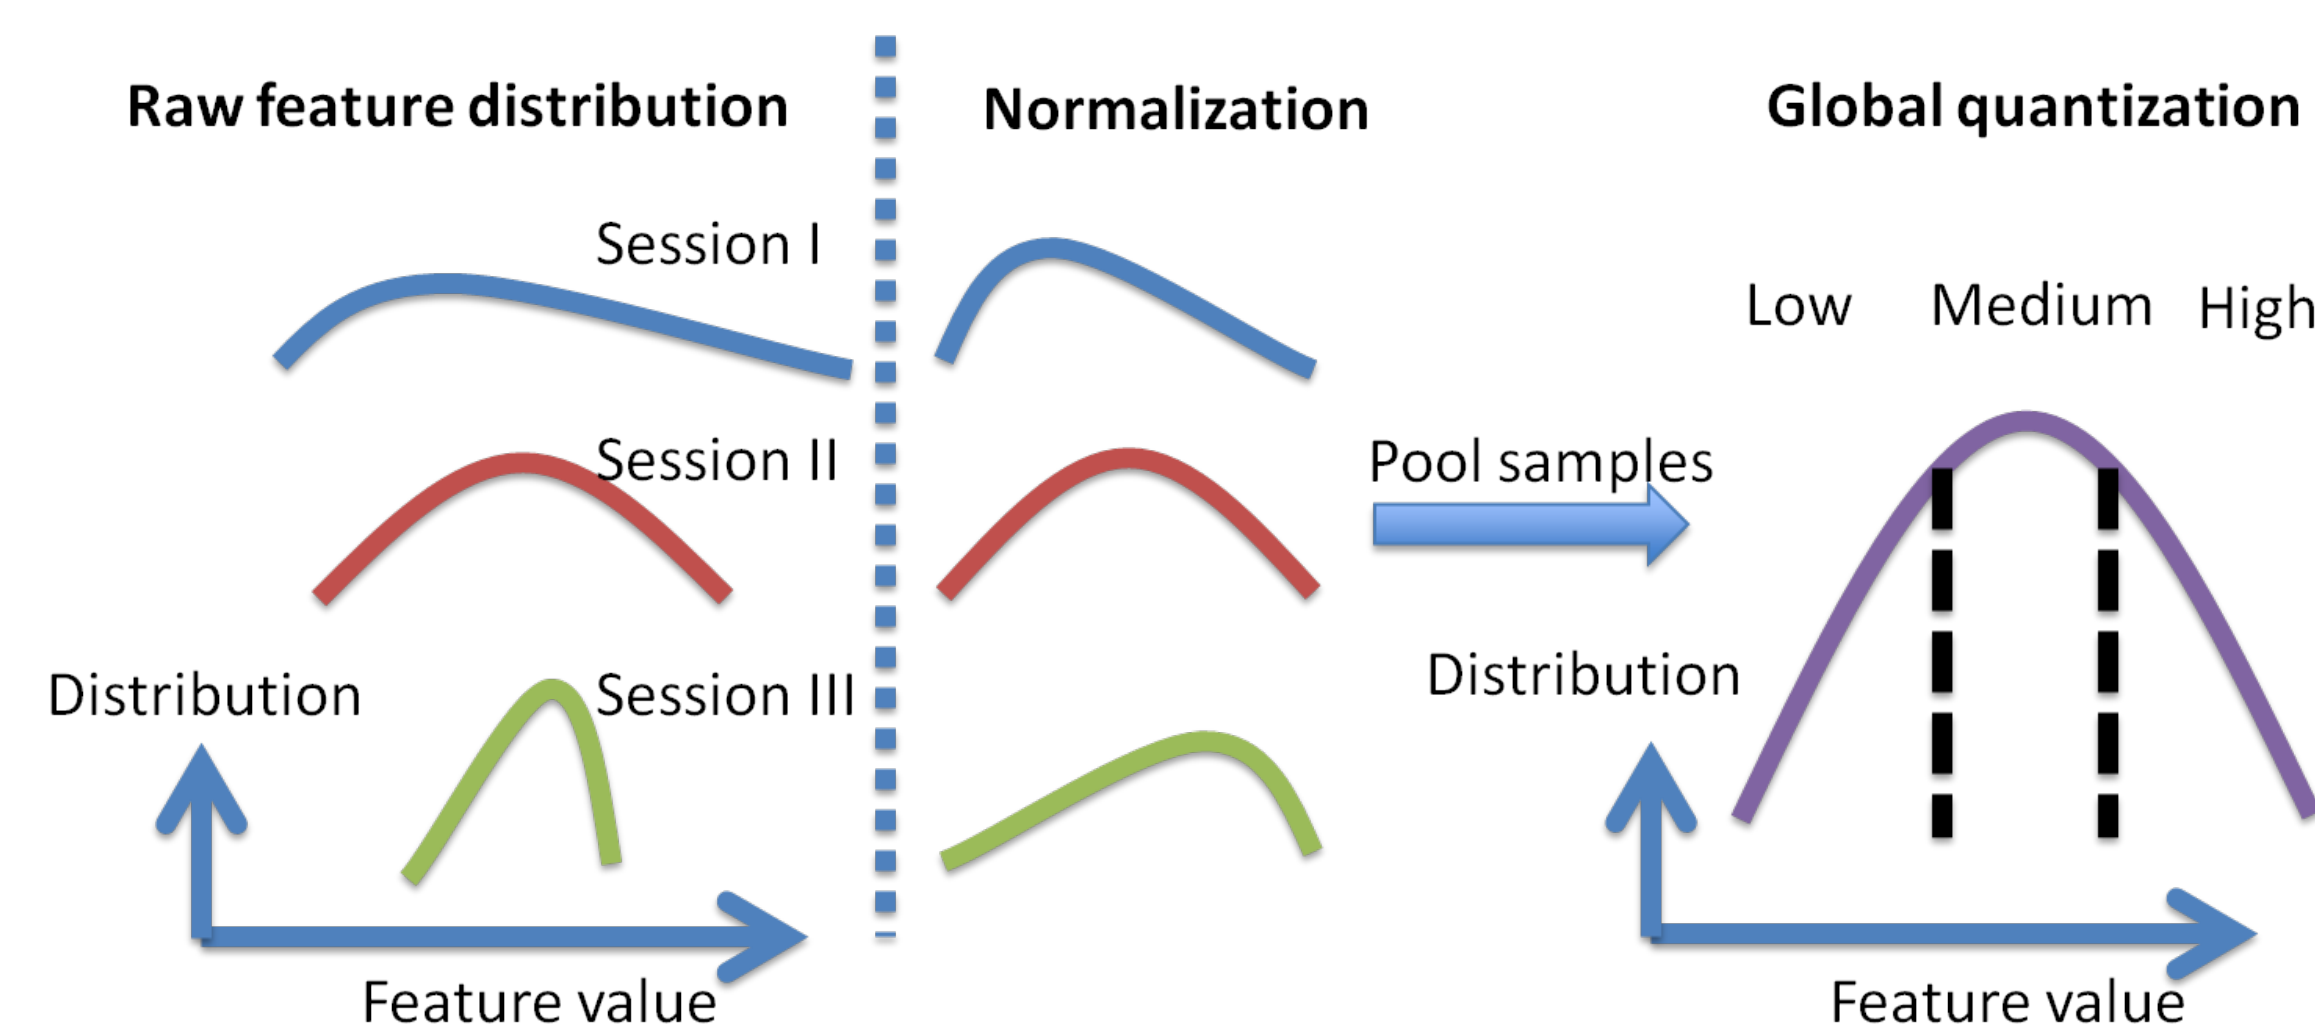 Raw feature distribution
Normalization
Global quantization
Session I
Low Medium High
Session II
Pool samples
Session III
Distribution
Distribution
Feature value
Feature value